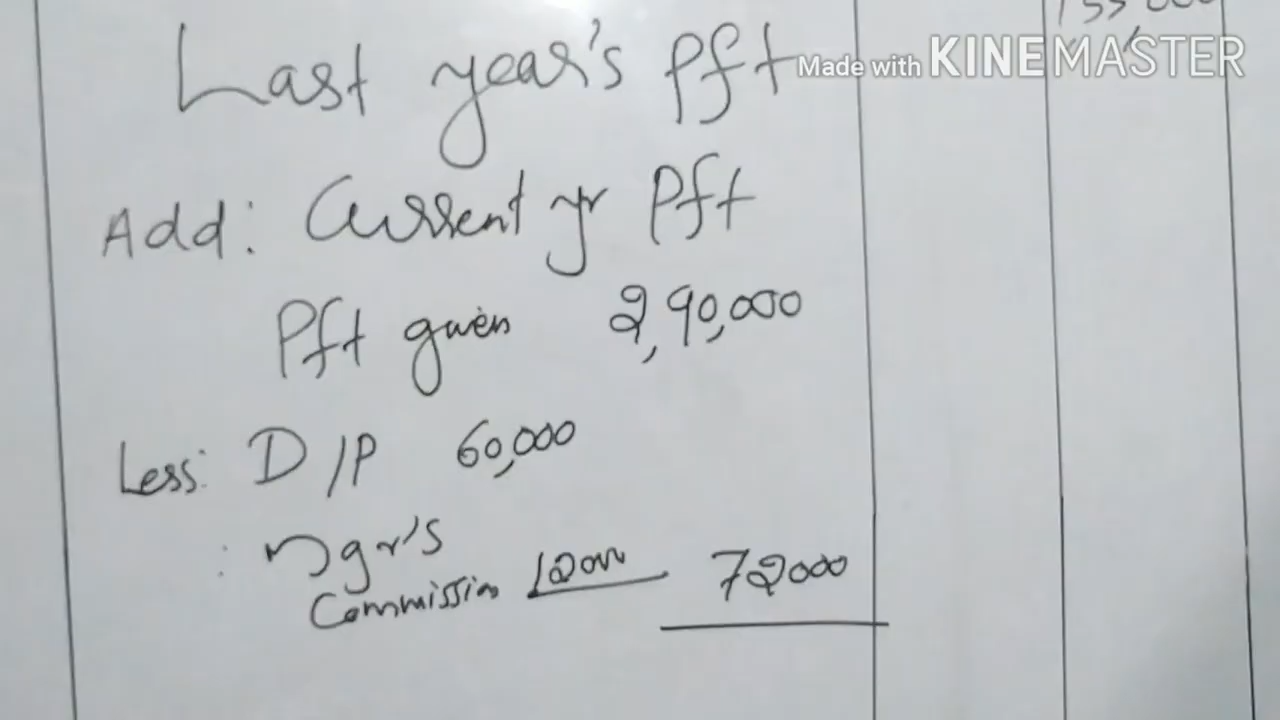 Last year's pft
Made with KINEMASTER
Add: Current yr Pft
Pft given 2,90,000
Less: D/P 60,000
: Mgr's
Commission 12000 72000